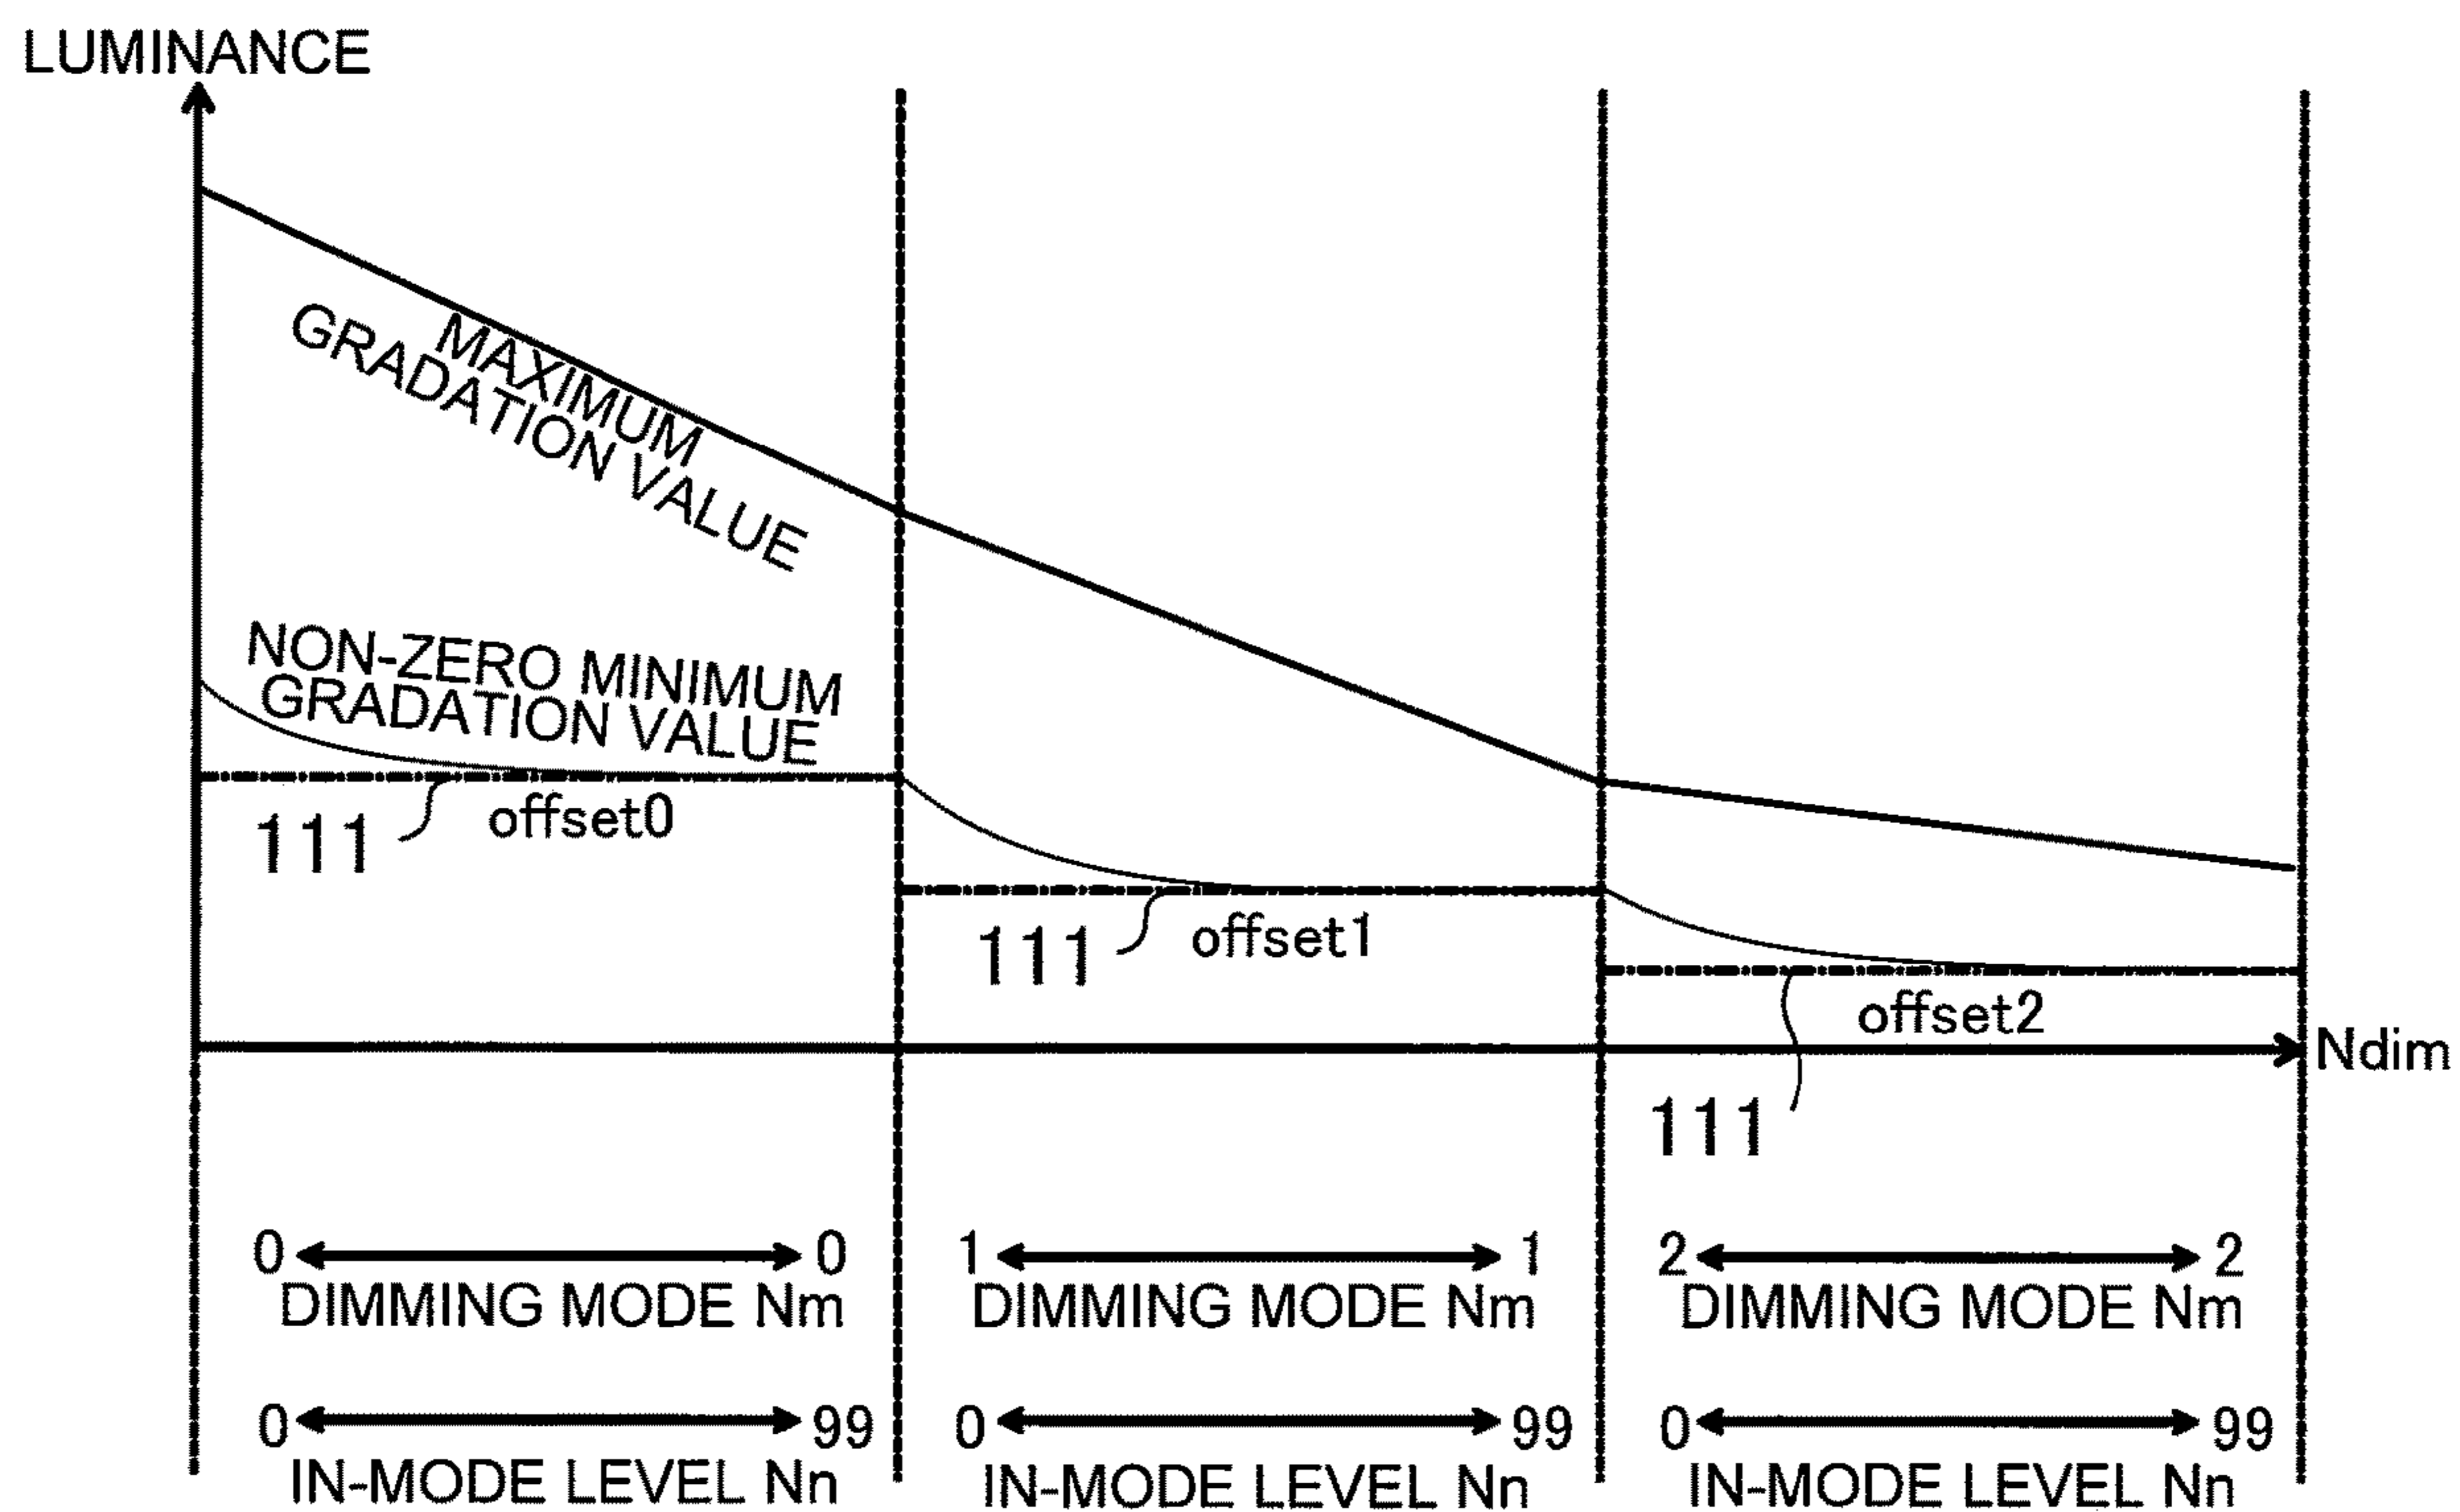 LUMINANCE
MAXIMUM
GRADATION VALUE
NON-ZERO MINIMUM
GRADATION VALUE
111
offset0
111
offset1
111
offset2
Ndim
0 0
DIMMING MODE Nm
1 1
DIMMING MODE Nm
2 2
DIMMING MODE Nm
0 99
IN-MODE LEVEL Nn
0 99
IN-MODE LEVEL Nn
0 99
IN-MODE LEVEL Nn